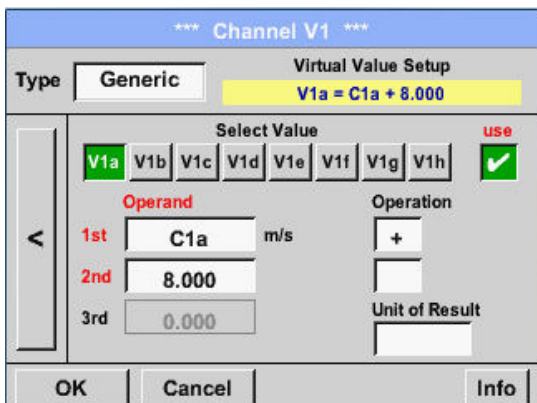 *** Channel V1 ***
Type Generic
Virtual Value Setup
V1a = C1a + 8.000
Select Value use
V1a V1b V1c V1d V1e V1f V1g V1h
Operand Operation
< 1st C1a m/s +
2nd 8.000
3rd 0.000
Unit of Result
OK Cancel Info